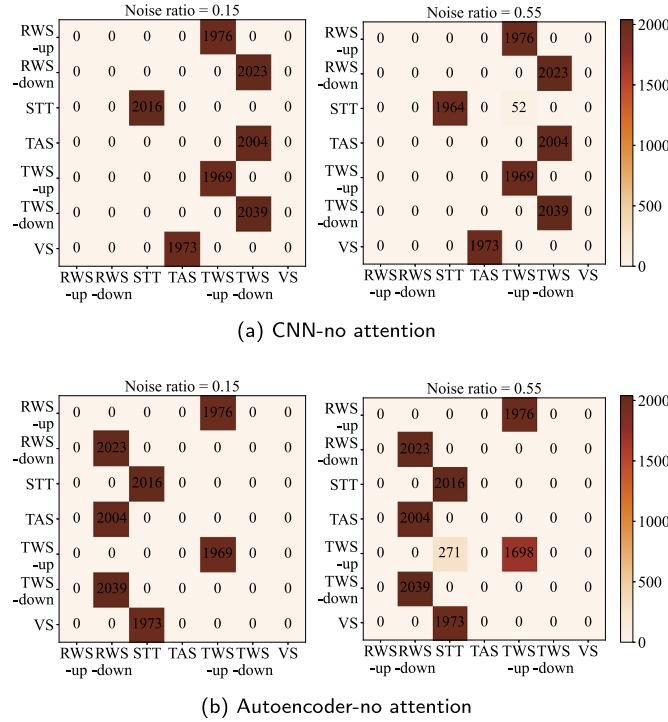 Noise ratio = 0.15
RWS
-up 0 0 0 0 1976 0 0
RWS
-down 0 0 0 0 0 2023 0
STT 0 0 2016 0 0 0 0
TAS 0 0 0 0 0 2004 0
TWS
-up 0 0 0 0 1969 0 0
TWS
-down 0 0 0 0 0 2039 0
VS 0 0 0 1973 0 0 0
RWS RWS STT TAS TWS TWS VS
-up -down -up -down
Noise ratio = 0.55
RWS
-up 0 0 0 0 1976 0 0
RWS
-down 0 0 0 0 0 2023 0
STT 0 0 1964 0 52 0 0
TAS 0 0 0 0 0 2004 0
TWS
-up 0 0 0 0 1969 0 0
TWS
-down 0 0 0 0 0 2039 0
VS 0 0 0 1973 0 0 0
RWS RWS STT TAS TWS TWS VS
-up -down -up -down
2000
1500
1000
500
0
(a) CNN-no attention
Noise ratio = 0.15
RWS
-up 0 0 0 0 1976 0 0
RWS
-down 0 2023 0 0 0 0 0
STT 0 0 2016 0 0 0 0
TAS 0 2004 0 0 0 0 0
TWS
-up 0 0 0 0 1969 0 0
TWS
-down 0 2039 0 0 0 0 0
VS 0 0 1973 0 0 0 0
RWS RWS STT TAS TWS TWS VS
-up -down -up -down
Noise ratio = 0.55
RWS
-up 0 0 0 0 1976 0 0
RWS
-down 0 2023 0 0 0 0 0
STT 0 0 2016 0 0 0 0
TAS 0 2004 0 0 0 0 0
TWS
-up 0 0 271 0 1698 0 0
TWS
-down 0 2039 0 0 0 0 0
VS 0 0 1973 0 0 0 0
RWS RWS STT TAS TWS TWS VS
-up -down -up -down
2000
1500
1000
500
0
(b) Autoencoder-no attention